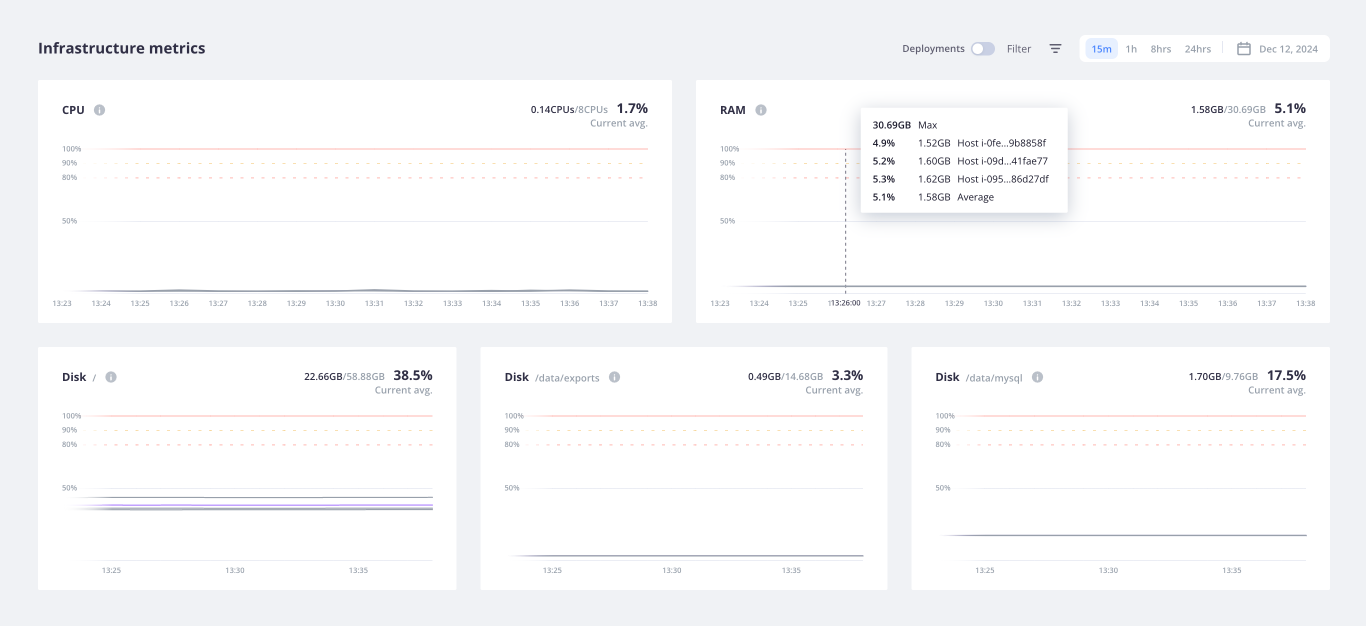 Infrastructure metrics
Deployments Filter 15m 1h 8hrs 24hrs Dec 12, 2024
CPU 0.14CPUs/8CPUs 1.7%
Current avg.
100%
90%
80%
50%
13:23 13:24 13:25 13:26 13:27 13:28 13:29 13:30 13:31 13:32 13:33 13:34 13:35 13:36 13:37 13:38
RAM 1.58GB/30.69GB 5.1%
Current avg.
30.69GB Max
4.9% 1.52GB Host i-0fe...9b8858f
5.2% 1.60GB Host i-09d...41fae77
5.3% 1.62GB Host i-095...86d27df
5.1% 1.58GB Average
100%
90%
80%
50%
13:23 13:24 13:25 13:26:00 13:27 13:28 13:29 13:30 13:31 13:32 13:33 13:34 13:35 13:36 13:37 13:38
Disk / 22.66GB/58.88GB 38.5%
Current avg.
100%
90%
80%
50%
13:25 13:30 13:35
Disk /data/exports 0.49GB/14.68GB 3.3%
Current avg.
100%
90%
80%
50%
13:25 13:30 13:35
Disk /data/mysql 1.70GB/9.76GB 17.5%
Current avg.
100%
90%
80%
50%
13:25 13:30 13:35